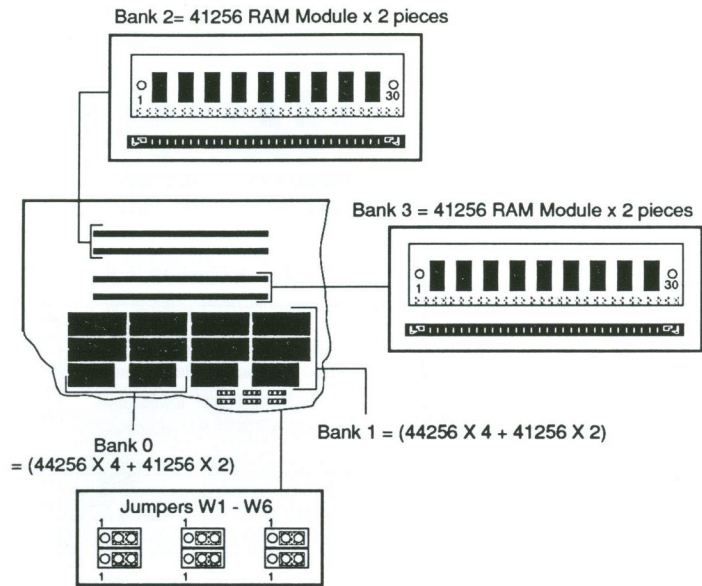 Bank 2= 41256 RAM Module x 2 pieces
1
30
Bank 3 = 41256 RAM Module x 2 pieces
1
30
Bank 1 = (44256 X 4 + 41256 X 2)
Bank 0
= (44256 X 4 + 41256 X 2)
Jumpers W1 - W6
1 1 1
1 1 1